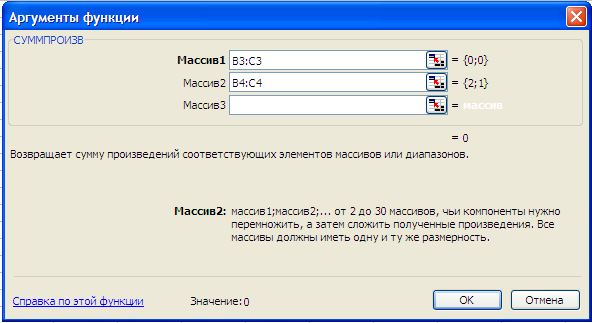 Аргументы функции
СУММПРОИЗВ
Массив1 B3:C3 = {0;0}
Массив2 B4:C4 = {2;1}
Массив3 = массив
= 0
Возвращает сумму произведений соответствующих элементов массивов или диапазонов.
Массив2: массив1;массив2;... от 2 до 30 массивов, чьи компоненты нужно
перемножить, а затем сложить полученные произведения. Все
массивы должны иметь одну и ту же размерность.
Справка по этой функции Значение:0 OK Отмена